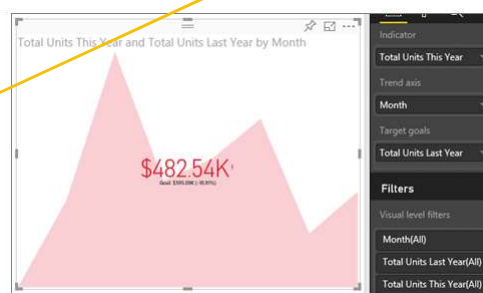 Total Units This Year and Total Units Last Year by Month
$482.54K!
Indicator
Total Units This Year
Trend axis
Month
Target goals
Total Units Last Year
Filters
Visual level filters
Month(All)
Total Units Last Year(All)
Total Units This Year(All)